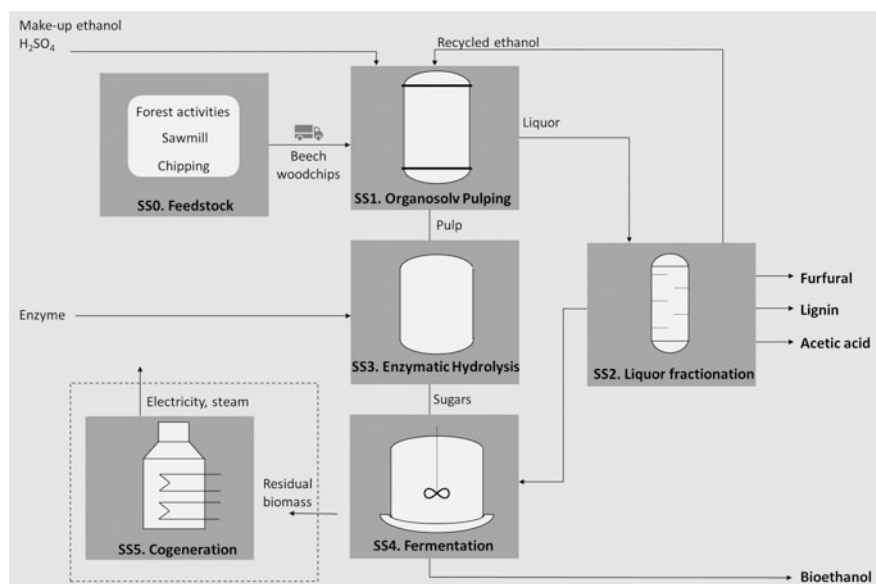 Make-up ethanol
H₂SO₄
Recycled ethanol
Forest activities
Sawmill
Chipping
Beech
woodchips
Liquor
SS0. Feedstock
SS1. Organosolv Pulping
Pulp
Furfural
Lignin
Acetic acid
Enzyme
SS3. Enzymatic Hydrolysis
SS2. Liquor fractionation
Electricity, steam
Sugars
Residual
biomass
SS5. Cogeneration
SS4. Fermentation
Bioethanol